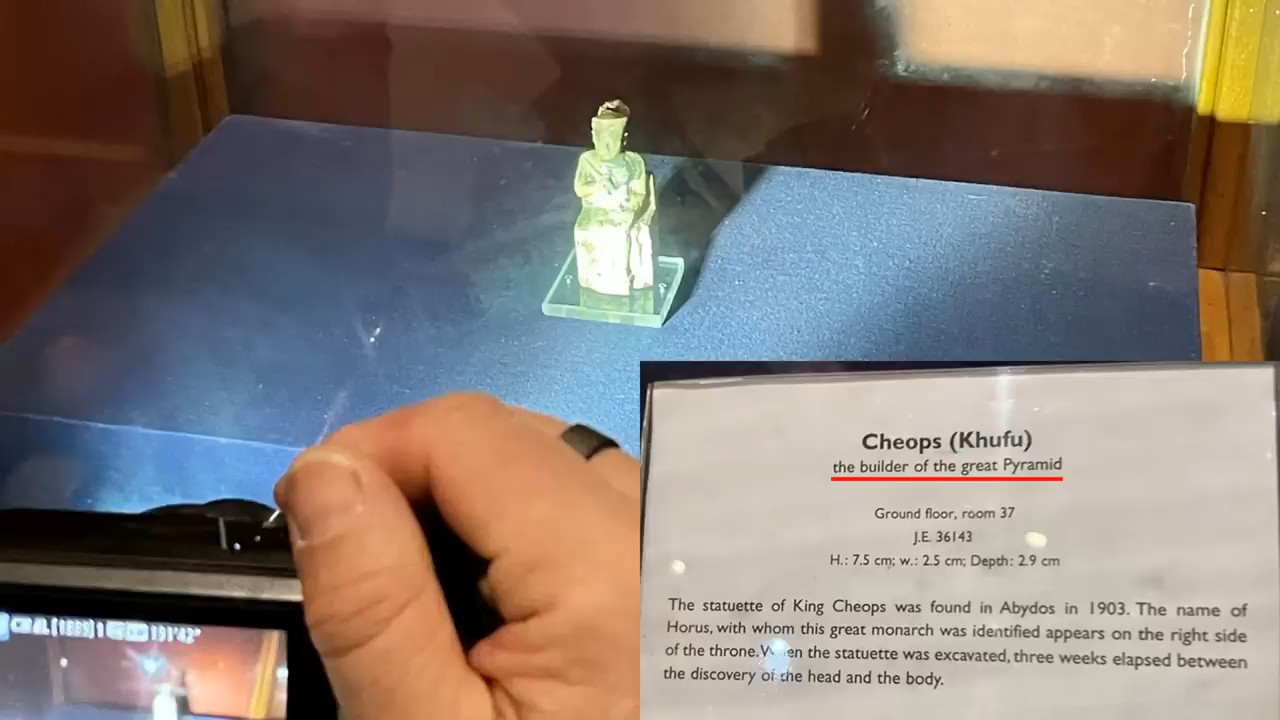 Cheops (Khufu)
the builder of the great Pyramid
Ground floor, room 37
J.E. 36143
H.: 7.5 cm; w.: 2.5 cm; Depth: 2.9 cm
The statuette of King Cheops was found in Abydos in 1903. The name of
Horus, with whom this great monarch was identified appears on the right side
of the throne. When the statuette was excavated, three weeks elapsed between
the discovery of the head and the body.
[1889]
191'42"